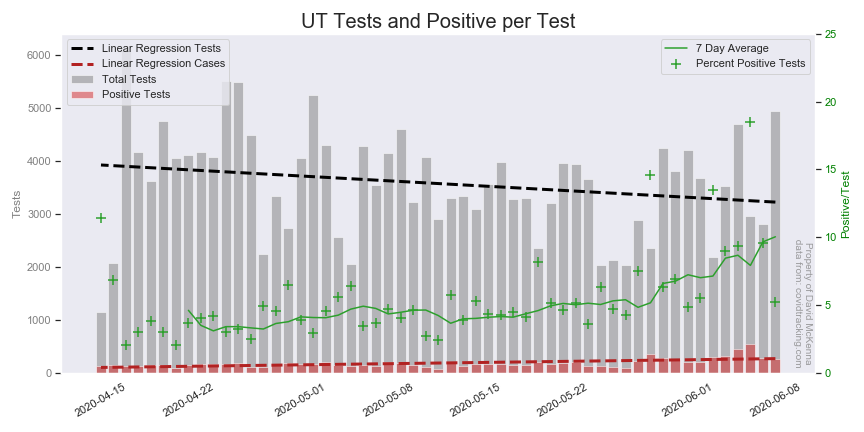 UT Tests and Positive per Test
Linear Regression Tests
Linear Regression Cases
Total Tests
Positive Tests
7 Day Average
Percent Positive Tests
6000
5000
4000
3000
2000
1000
0
Tests
25
20
15
10
5
0
Positive/Test
Property of David McKenna
data from: covidtracking.com
2020-04-15
2020-04-22
2020-05-01
2020-05-08
2020-05-15
2020-05-22
2020-06-01
2020-06-08